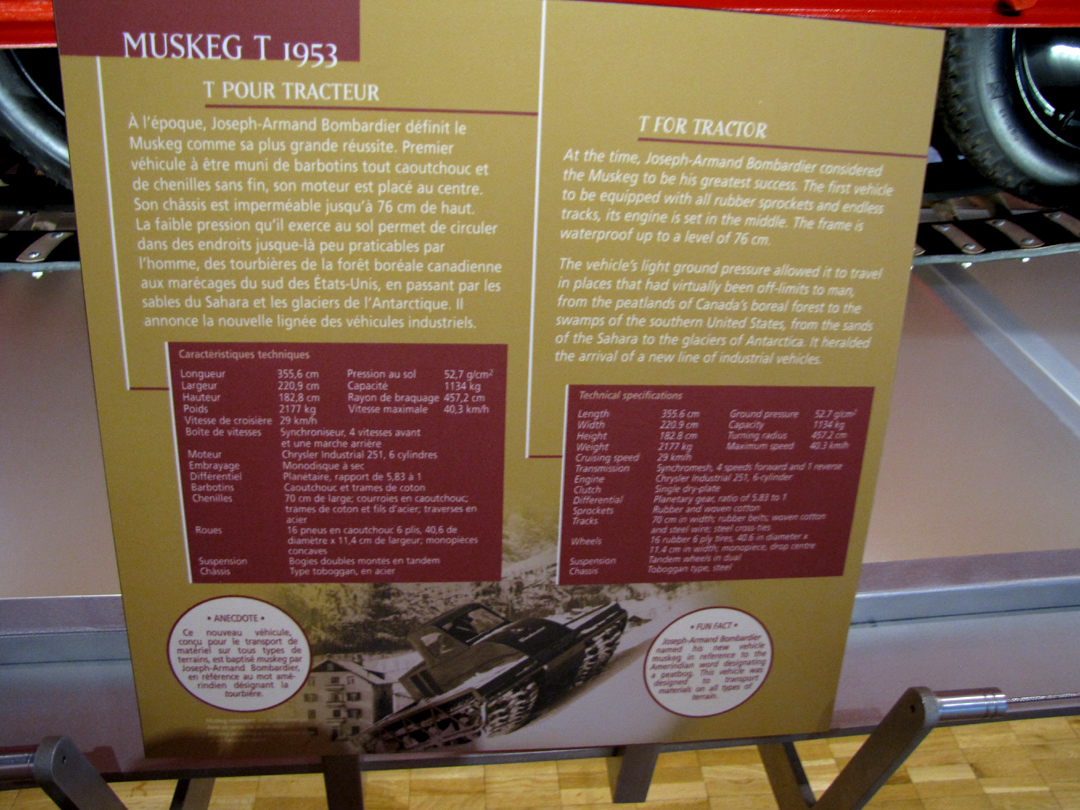 MUSKEG T 1953
T POUR TRACTEUR
À l'époque, Joseph-Armand Bombardier définit le
Muskeg comme sa plus grande réussite. Premier
véhicule à être muni de barbotins tout caoutchouc et
de chenilles sans fin, son moteur est placé au centre.
Son châssis est imperméable jusqu'à 76 cm de haut.
La faible pression qu'il exerce au sol permet de circuler
dans des endroits jusque-là peu praticables par
l'homme, des tourbières de la forêt boréale canadienne
aux marécages du sud des États-Unis, en passant par les
sables du Sahara et les glaciers de l'Antarctique. Il
annonce la nouvelle lignée des véhicules industriels.
Caractéristiques techniques
Longueur 355,6 cm Pression au sol 52,7 g/cm²
Largeur 220,9 cm Capacité 1134 kg
Hauteur 182,8 cm Rayon de braquage 457,2 cm
Poids 2177 kg Vitesse maximale 40,3 km/h
Vitesse de croisière 29 km/h
Boîte de vitesses Synchroniseur, 4 vitesses avant
et une marche arrière
Moteur Chrysler Industrial 251, 6 cylindres
Embrayage Monodisque à sec
Différentiel Planétaire, rapport de 5,83 à 1
Barbotins Caoutchouc et trames de coton
Chenilles 70 cm de large; courroies en caoutchouc;
trames de coton et fils d'acier; traverses en
acier
Roues 16 pneus en caoutchouc 6 plis, 40,6 de
diamètre x 11,4 cm de largeur; monopièces
concaves
Suspension Bogies doubles montés en tandem
Châssis Type toboggan, en acier
• ANECDOTE •
Ce nouveau véhicule,
conçu pour le transport de
matériel sur tous types de
terrains, est baptisé muskeg par
Joseph-Armand Bombardier,
en référence au mot amé-
rindien désignant la
tourbière.
T FOR TRACTOR
At the time, Joseph-Armand Bombardier considered
the Muskeg to be his greatest success. The first vehicle
to be equipped with all rubber sprockets and endless
tracks, its engine is set in the middle. The frame is
waterproof up to a level of 76 cm.
The vehicle's light ground pressure allowed it to travel
in places that had virtually been off-limits to man,
from the peatlands of Canada's boreal forest to the
swamps of the southern United States, from the sands
of the Sahara to the glaciers of Antarctica. It heralded
the arrival of a new line of industrial vehicles.
Technical specifications
Length 355.6 cm Ground pressure 52.7 g/cm²
Width 220.9 cm Capacity 1134 kg
Height 182.8 cm Turning radius 457.2 cm
Weight 2177 kg Maximum speed 40.3 km/h
Cruising speed 29 km/h
Transmission Synchromesh, 4 speeds forward and 1 reverse
Engine Chrysler Industrial 251, 6-cylinder
Clutch Single dry-plate
Differential Planetary gear, ratio of 5.83 to 1
Sprockets Rubber and woven cotton
Tracks 70 cm in width; rubber belts; woven cotton
and steel wire; steel cross-ties
Wheels 16 rubber 6 ply tires, 40.6 in diameter x
11.4 cm in width; monopiece, drop centre
Suspension Tandem wheels in dual
Chassis Toboggan type, steel
• FUN FACT •
Joseph-Armand Bombardier
named his new vehicle
muskeg in reference to the
Amerindian word designating
a peatbog. This vehicle was
designed to transport
materials on all types of
terrain.